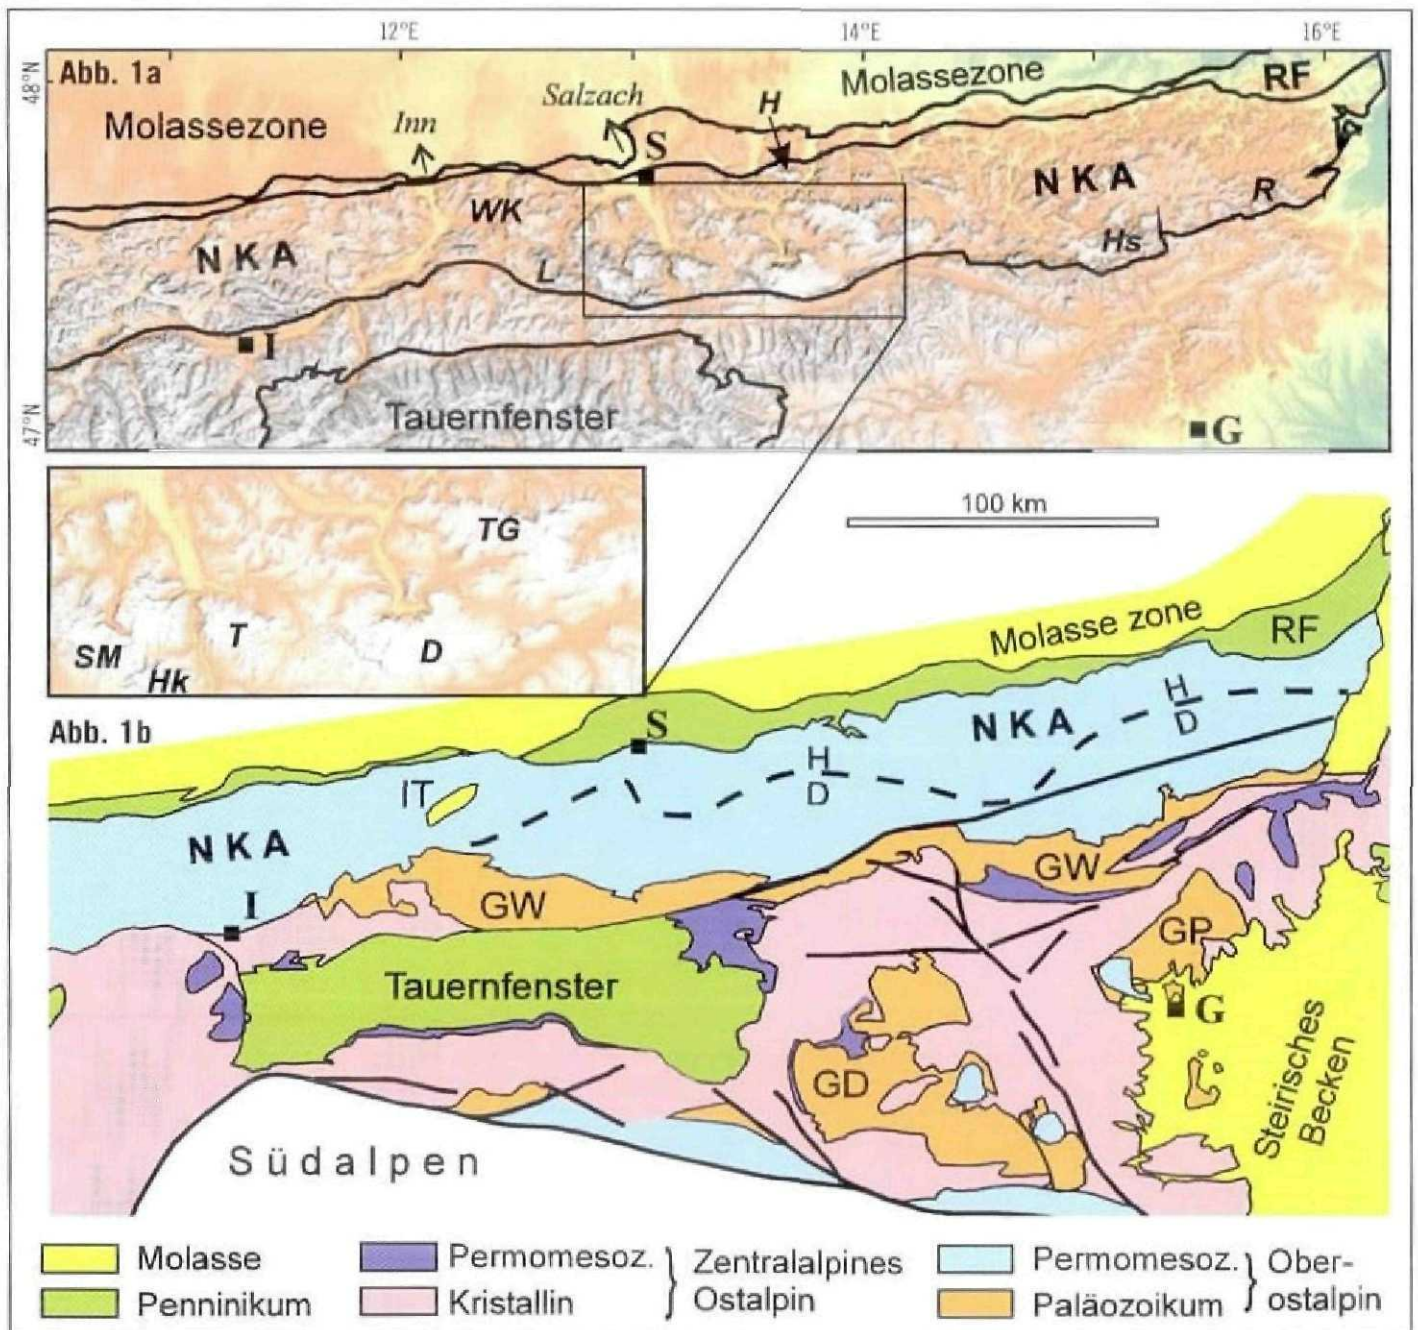 12°E
14°E
16°E
48°N
47°N
Abb. 1a
Molassezone
Inn
Salzach
Molassezone
RF
H
S
NKA
R
WK
Hs
NKA
L
I
Tauernfenster
G
TG
T
D
SM
Hk
100 km
Abb. 1b
Molasse zone
RF
S
H
D
NKA
H
D
IT
NKA
I
GW
GW
GP
Tauernfenster
G
GD
Steirisches
Becken
Südalpen
Molasse
Penninikum
Permomesoz.
Kristallin
Zentralalpines
Ostalpin
Permomesoz.
Paläozoikum
Ober-
ostalpin